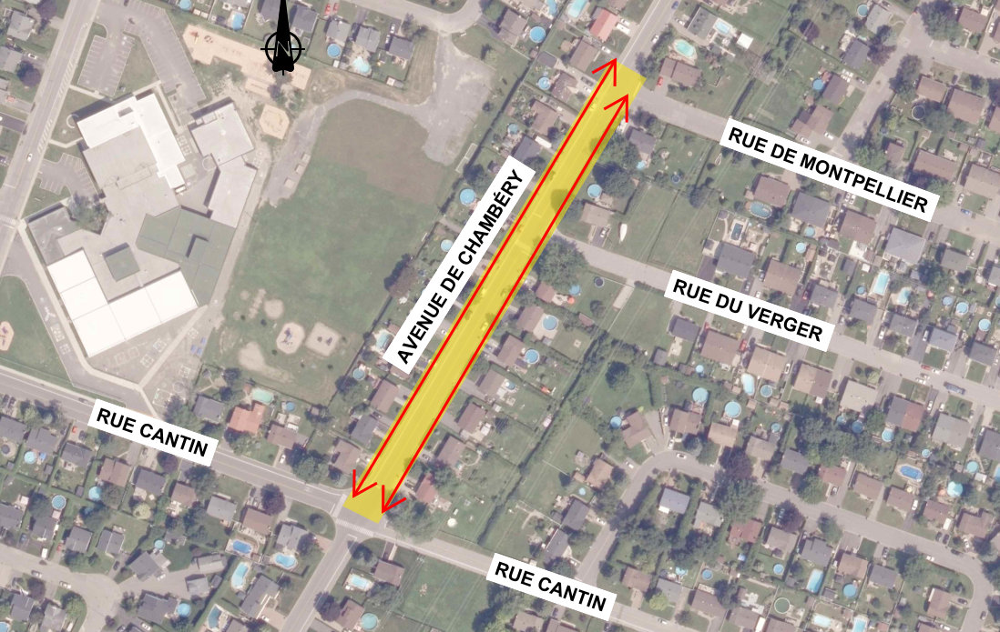 N
RUE DE MONTPELLIER
AVENUE DE CHAMBÉRY
RUE DU VERGER
RUE CANTIN
RUE CANTIN